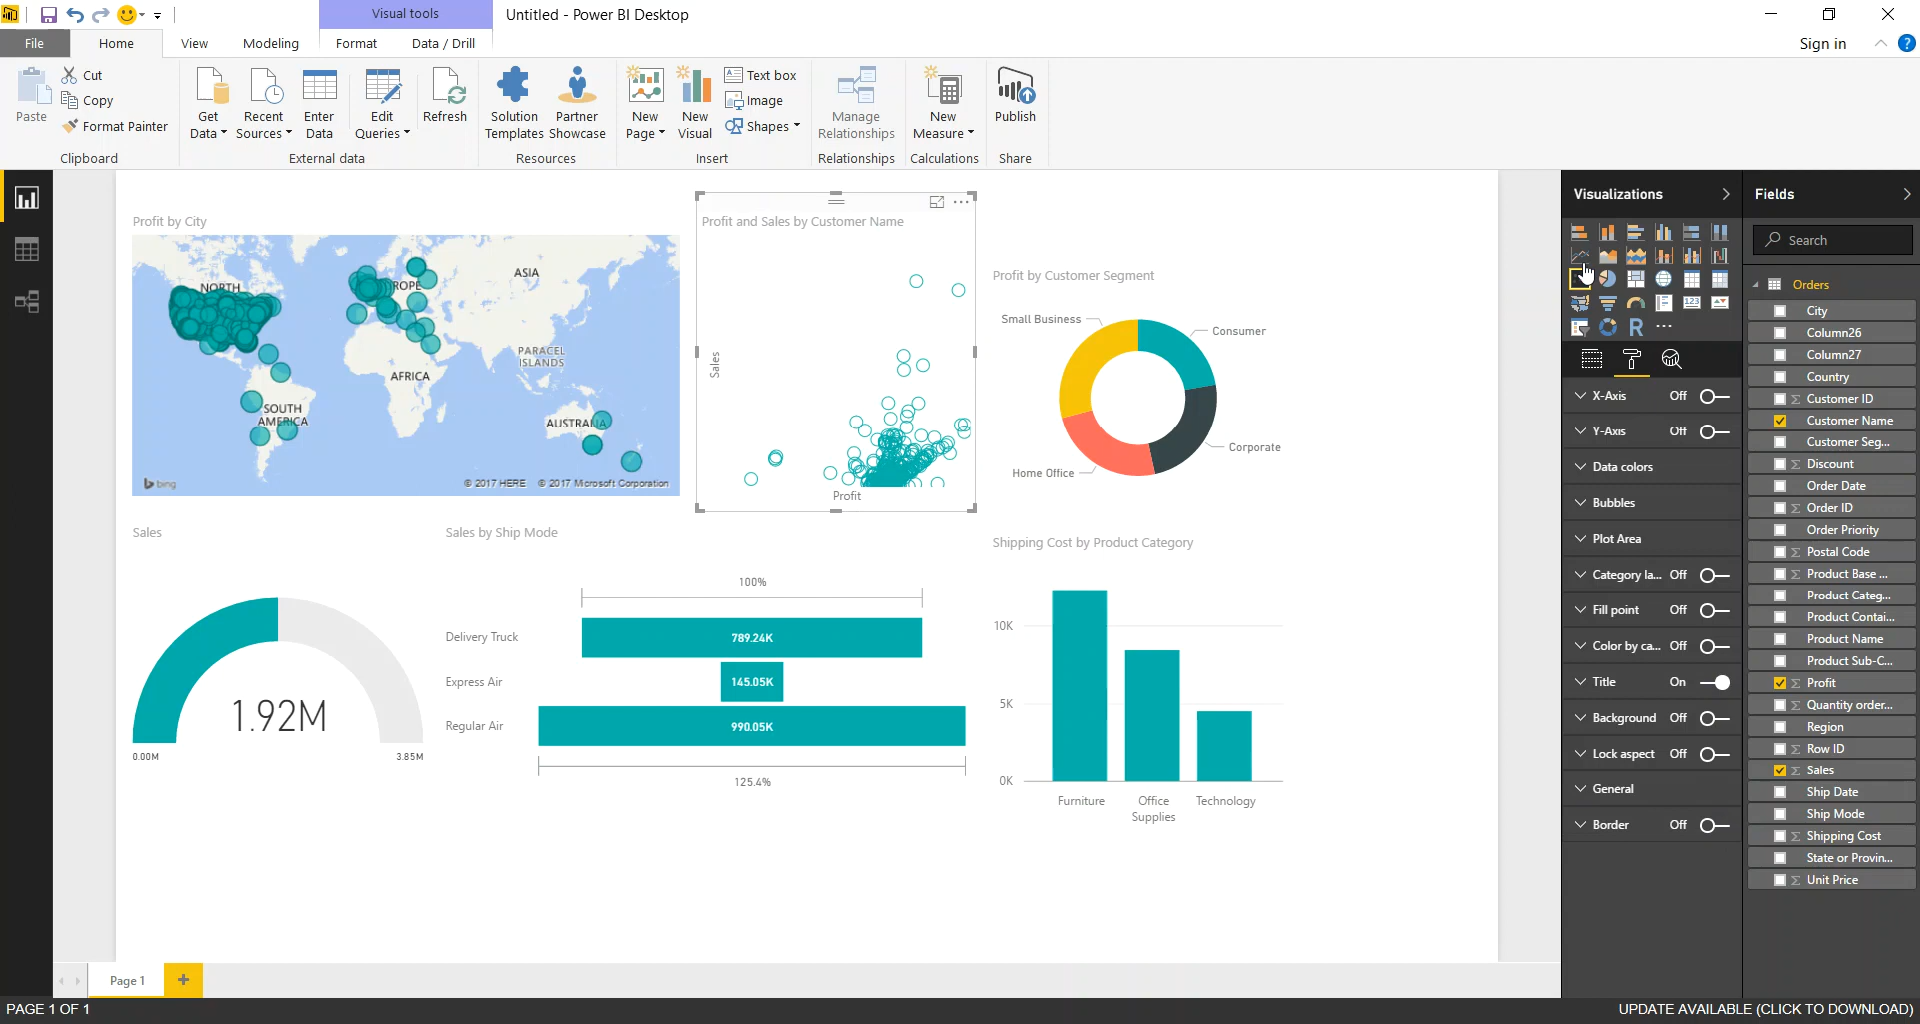 Visual tools
Untitled - Power BI Desktop
File
Home
View
Modeling
Format
Data / Drill
Sign in
?
Paste
Cut
Copy
Format Painter
Clipboard
Get
Data
Recent
Sources
Enter
Data
Edit
Queries
Refresh
External data
Solution
Templates
Partner
Showcase
Resources
New
Page
New
Visual
Text box
Image
Shapes
Insert
Manage
Relationships
Relationships
New
Measure
Calculations
Publish
Share
Profit by City
NORTH
ROPE
ASIA
PARACEL
ISLANDS
AFRICA
SOUTH
AMERICA
AUSTRALIA
bing
© 2017 HERE © 2017 Microsoft Corporation
Profit and Sales by Customer Name
Sales
Profit
Profit by Customer Segment
Small Business
Consumer
Corporate
Home Office
Sales
1.92M
0.00M
3.85M
Sales by Ship Mode
100%
Delivery Truck
789.24K
Express Air
145.05K
Regular Air
990.05K
125.4%
Shipping Cost by Product Category
10K
5K
0K
Furniture
Office
Supplies
Technology
Visualizations
123
R
X-Axis Off
Y-Axis Off
Data colors
Bubbles
Plot Area
Category la... Off
Fill point Off
Color by ca... Off
Title On
Background Off
Lock aspect Off
General
Border Off
Fields
Search
Orders
City
Column26
Column27
Country
Σ Customer ID
Customer Name
Customer Seg...
Σ Discount
Order Date
Σ Order ID
Order Priority
Σ Postal Code
Σ Product Base ...
Product Categ...
Product Contai...
Product Name
Product Sub-C...
Σ Profit
Σ Quantity order...
Region
Σ Row ID
Σ Sales
Ship Date
Ship Mode
Σ Shipping Cost
State or Provin...
Σ Unit Price
Page 1
+
PAGE 1 OF 1
UPDATE AVAILABLE (CLICK TO DOWNLOAD)